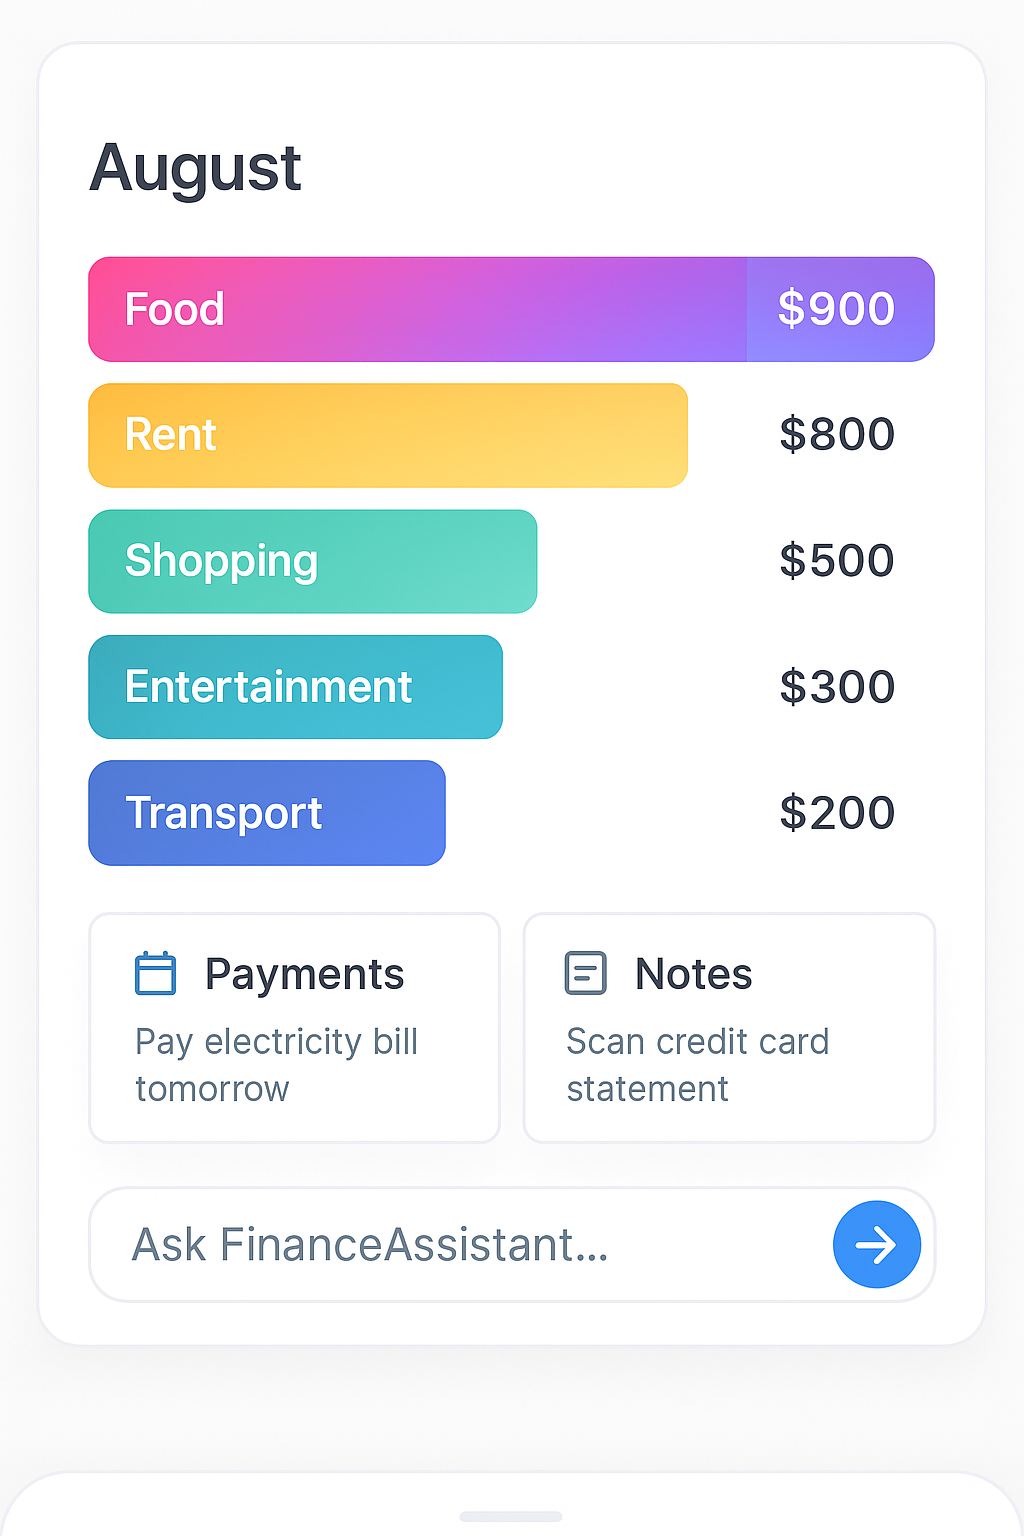 August
Food $900
Rent $800
Shopping $500
Entertainment $300
Transport $200
Payments
Pay electricity bill
tomorrow
Notes
Scan credit card
statement
Ask FinanceAssistant...